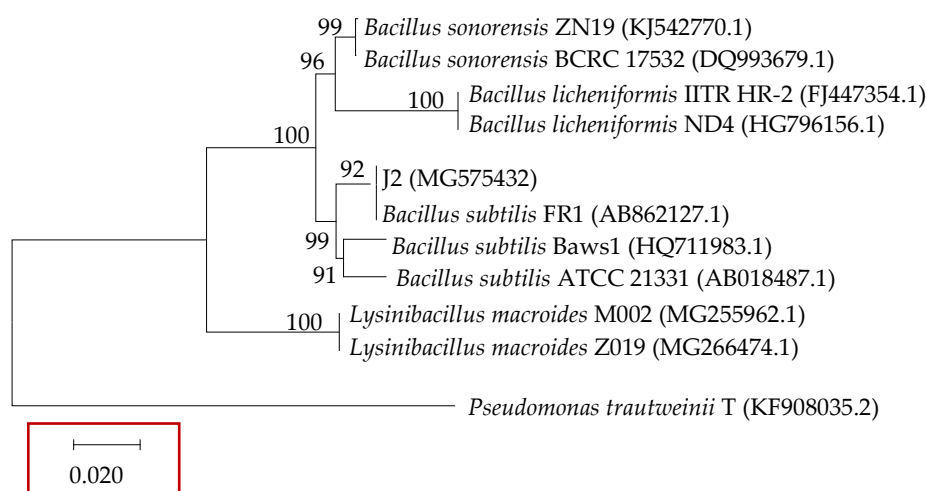 99
Bacillus sonorensis ZN19 (KJ542770.1)
Bacillus sonorensis BCRC 17532 (DQ993679.1)
96
Bacillus licheniformis IITR HR-2 (FJ447354.1)
100
Bacillus licheniformis ND4 (HG796156.1)
100
92
J2 (MG575432)
Bacillus subtilis FR1 (AB862127.1)
99
Bacillus subtilis Baws1 (HQ711983.1)
91
Bacillus subtilis ATCC 21331 (AB018487.1)
100
Lysinibacillus macroides M002 (MG255962.1)
Lysinibacillus macroides Z019 (MG266474.1)
Pseudomonas trautweinii T (KF908035.2)
0.020